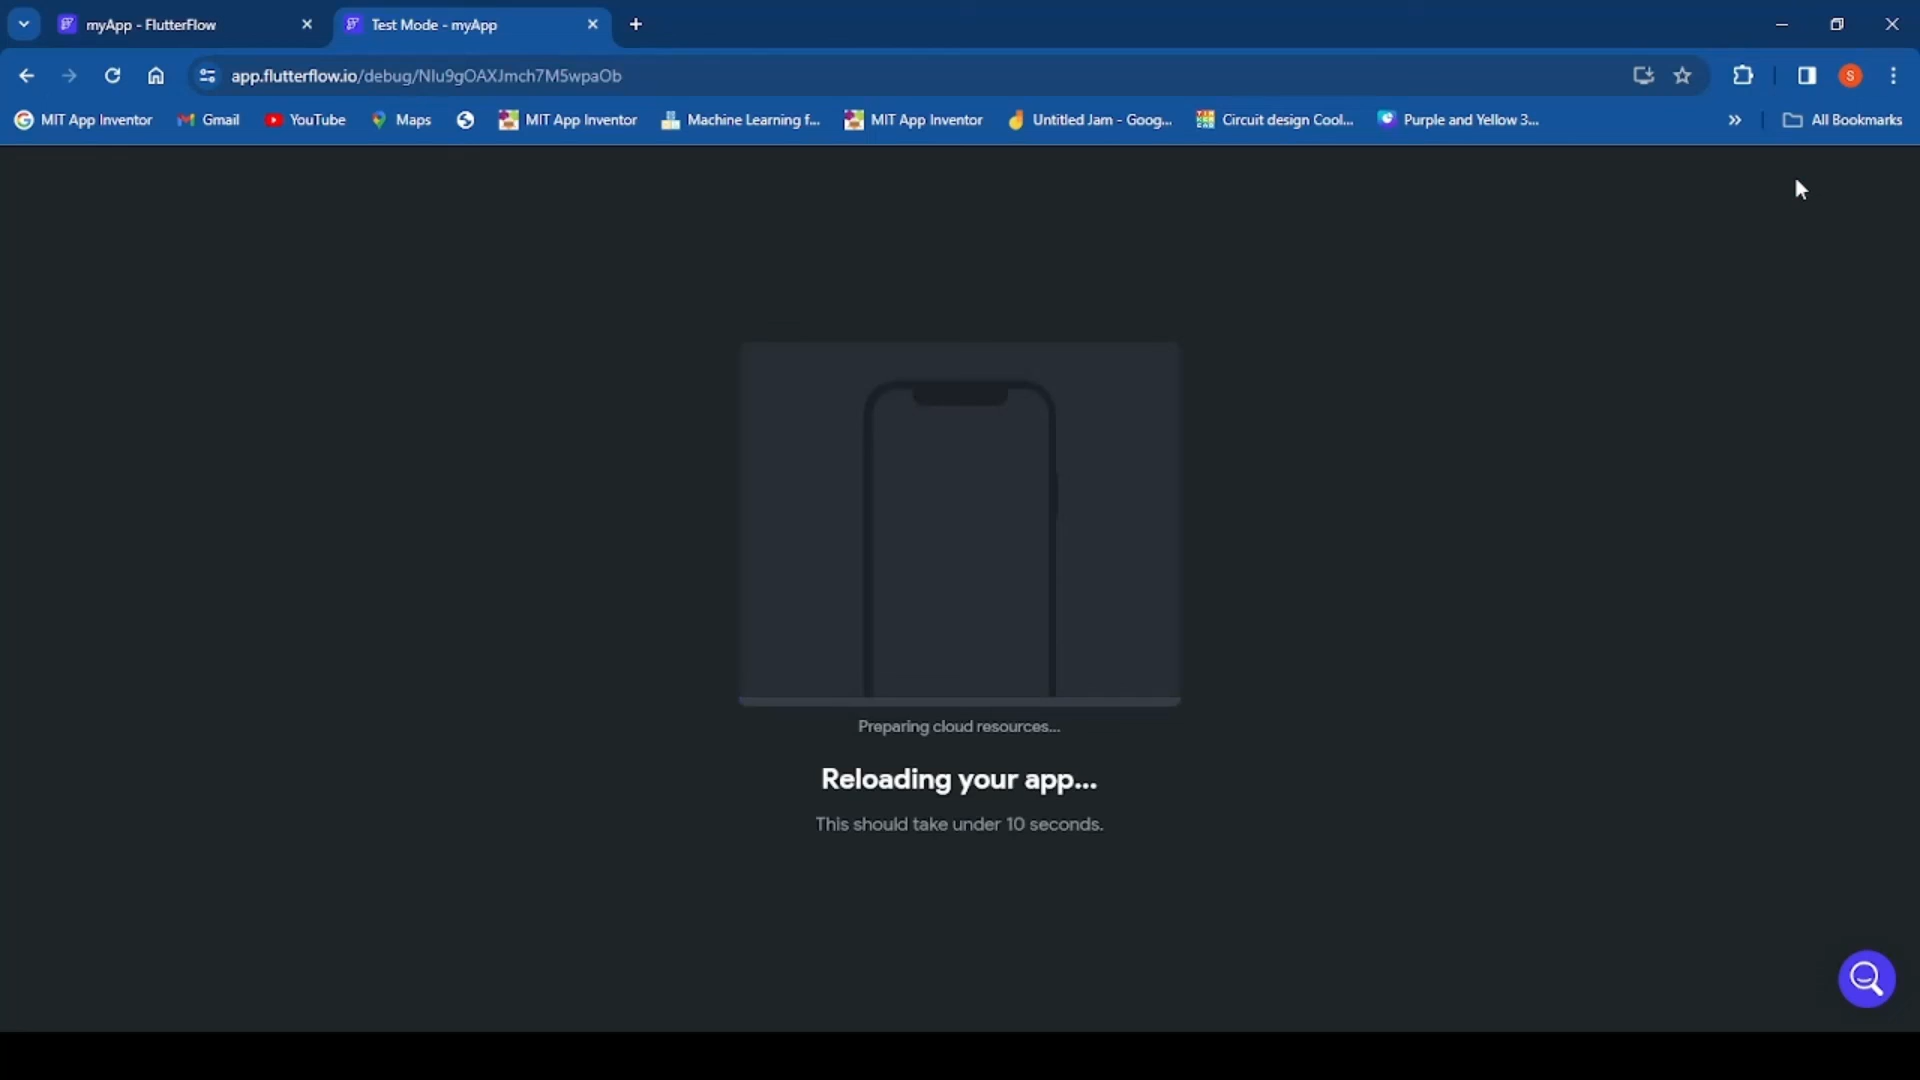 myApp - FlutterFlow
Test Mode - myApp
app.flutterflow.io/debug/NIu9gOAXJmch7M5wpaOb
S
MIT App Inventor
Gmail
YouTube
Maps
MIT App Inventor
Machine Learning f...
MIT App Inventor
Untitled Jam - Goog...
Circuit design Cool...
Purple and Yellow 3...
All Bookmarks
Preparing cloud resources...
Reloading your app...
This should take under 10 seconds.